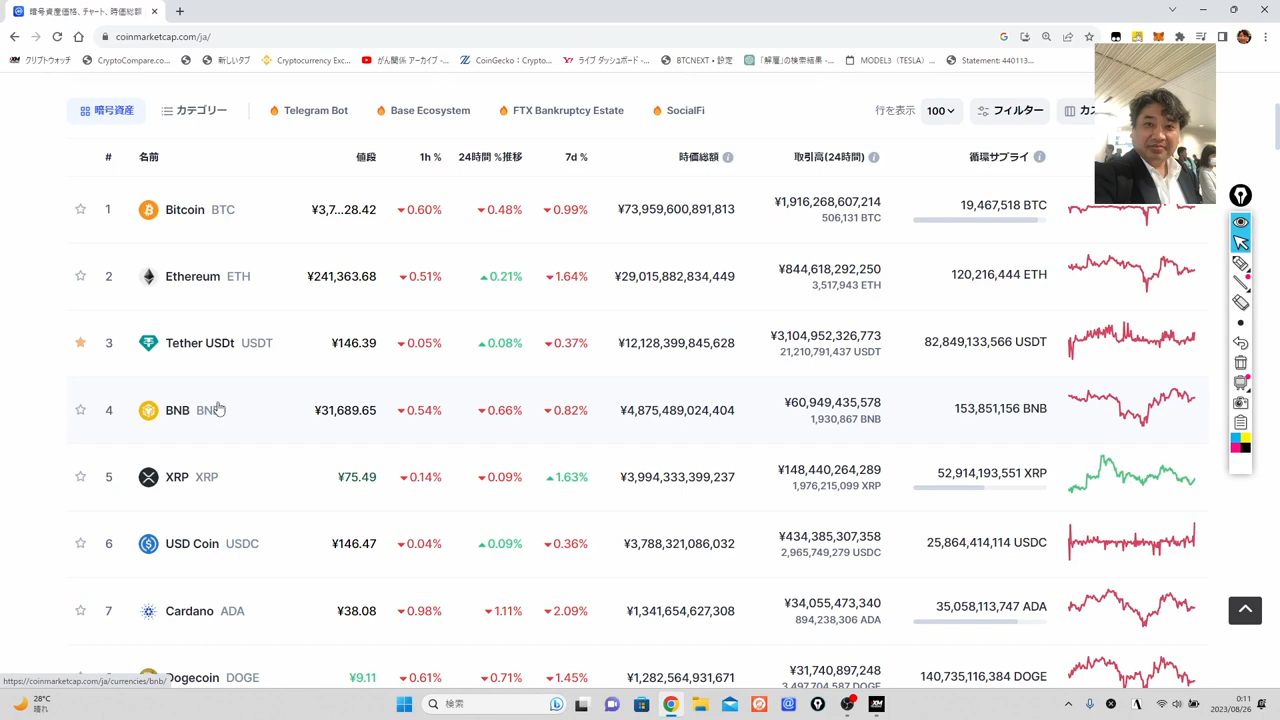 暗号資産価格、チャート、時価総額
coinmarketcap.com/ja/
クリプトウォッチ
CryptoCompare.co...
新しいタブ
Cryptocurrency Exc...
がん関係 アーカイブ - ...
CoinGecko : Crypto...
ライブ ダッシュボード - ...
BTCNEXT • 設定
「解雇」の検索結果 - ...
MODEL3（TESLA）...
Statement: 440113...
暗号資産
カテゴリー
Telegram Bot
Base Ecosystem
FTX Bankruptcy Estate
SocialFi
行を表示
100
フィルター
カス
# 名前 値段 1h % 24時間 %推移 7d % 時価総額 取引高(24時間) 循環サプライ
1 Bitcoin BTC ¥3,7...28.42 0.60% 0.48% 0.99% ¥73,959,600,891,813 ¥1,916,268,607,214 19,467,518 BTC
506,131 BTC
2 Ethereum ETH ¥241,363.68 0.51% 0.21% 1.64% ¥29,015,882,834,449 ¥844,618,292,250 120,216,444 ETH
3,517,943 ETH
3 Tether USDt USDT ¥146.39 0.05% 0.08% 0.37% ¥12,128,399,845,628 ¥3,104,952,326,773 82,849,133,566 USDT
21,210,791,437 USDT
4 BNB BNB ¥31,689.65 0.54% 0.66% 0.82% ¥4,875,489,024,404 ¥60,949,435,578 153,851,156 BNB
1,930,867 BNB
5 XRP XRP ¥75.49 0.14% 0.09% 1.63% ¥3,994,333,399,237 ¥148,440,264,289 52,914,193,551 XRP
1,976,215,099 XRP
6 USD Coin USDC ¥146.47 0.04% 0.09% 0.36% ¥3,788,321,086,032 ¥434,385,307,358 25,864,414,114 USDC
2,965,749,279 USDC
7 Cardano ADA ¥38.08 0.98% 1.11% 2.09% ¥1,341,654,627,308 ¥34,055,473,340 35,058,113,747 ADA
894,238,306 ADA
Dogecoin DOGE ¥9.11 0.61% 0.71% 1.45% ¥1,282,564,931,671 ¥31,740,897,248 140,735,116,384 DOGE
3,497,704,587 DOGE
https://coinmarketcap.com/ja/currencies/bnb/
28°C
晴れ
検索
A
0:11
2023/08/26